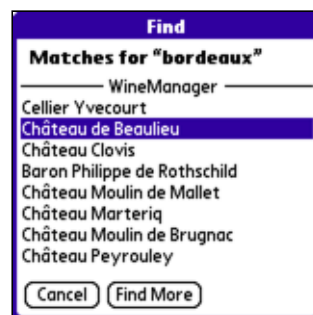 Find
Matches for “bordeaux”
WineManager
Cellier Yvecourt
Château de Beaulieu
Château Clovis
Baron Philippe de Rothschild
Château Moulin de Mallet
Château Marteriq
Château Moulin de Brugnac
Château Peyrouley
Cancel Find More